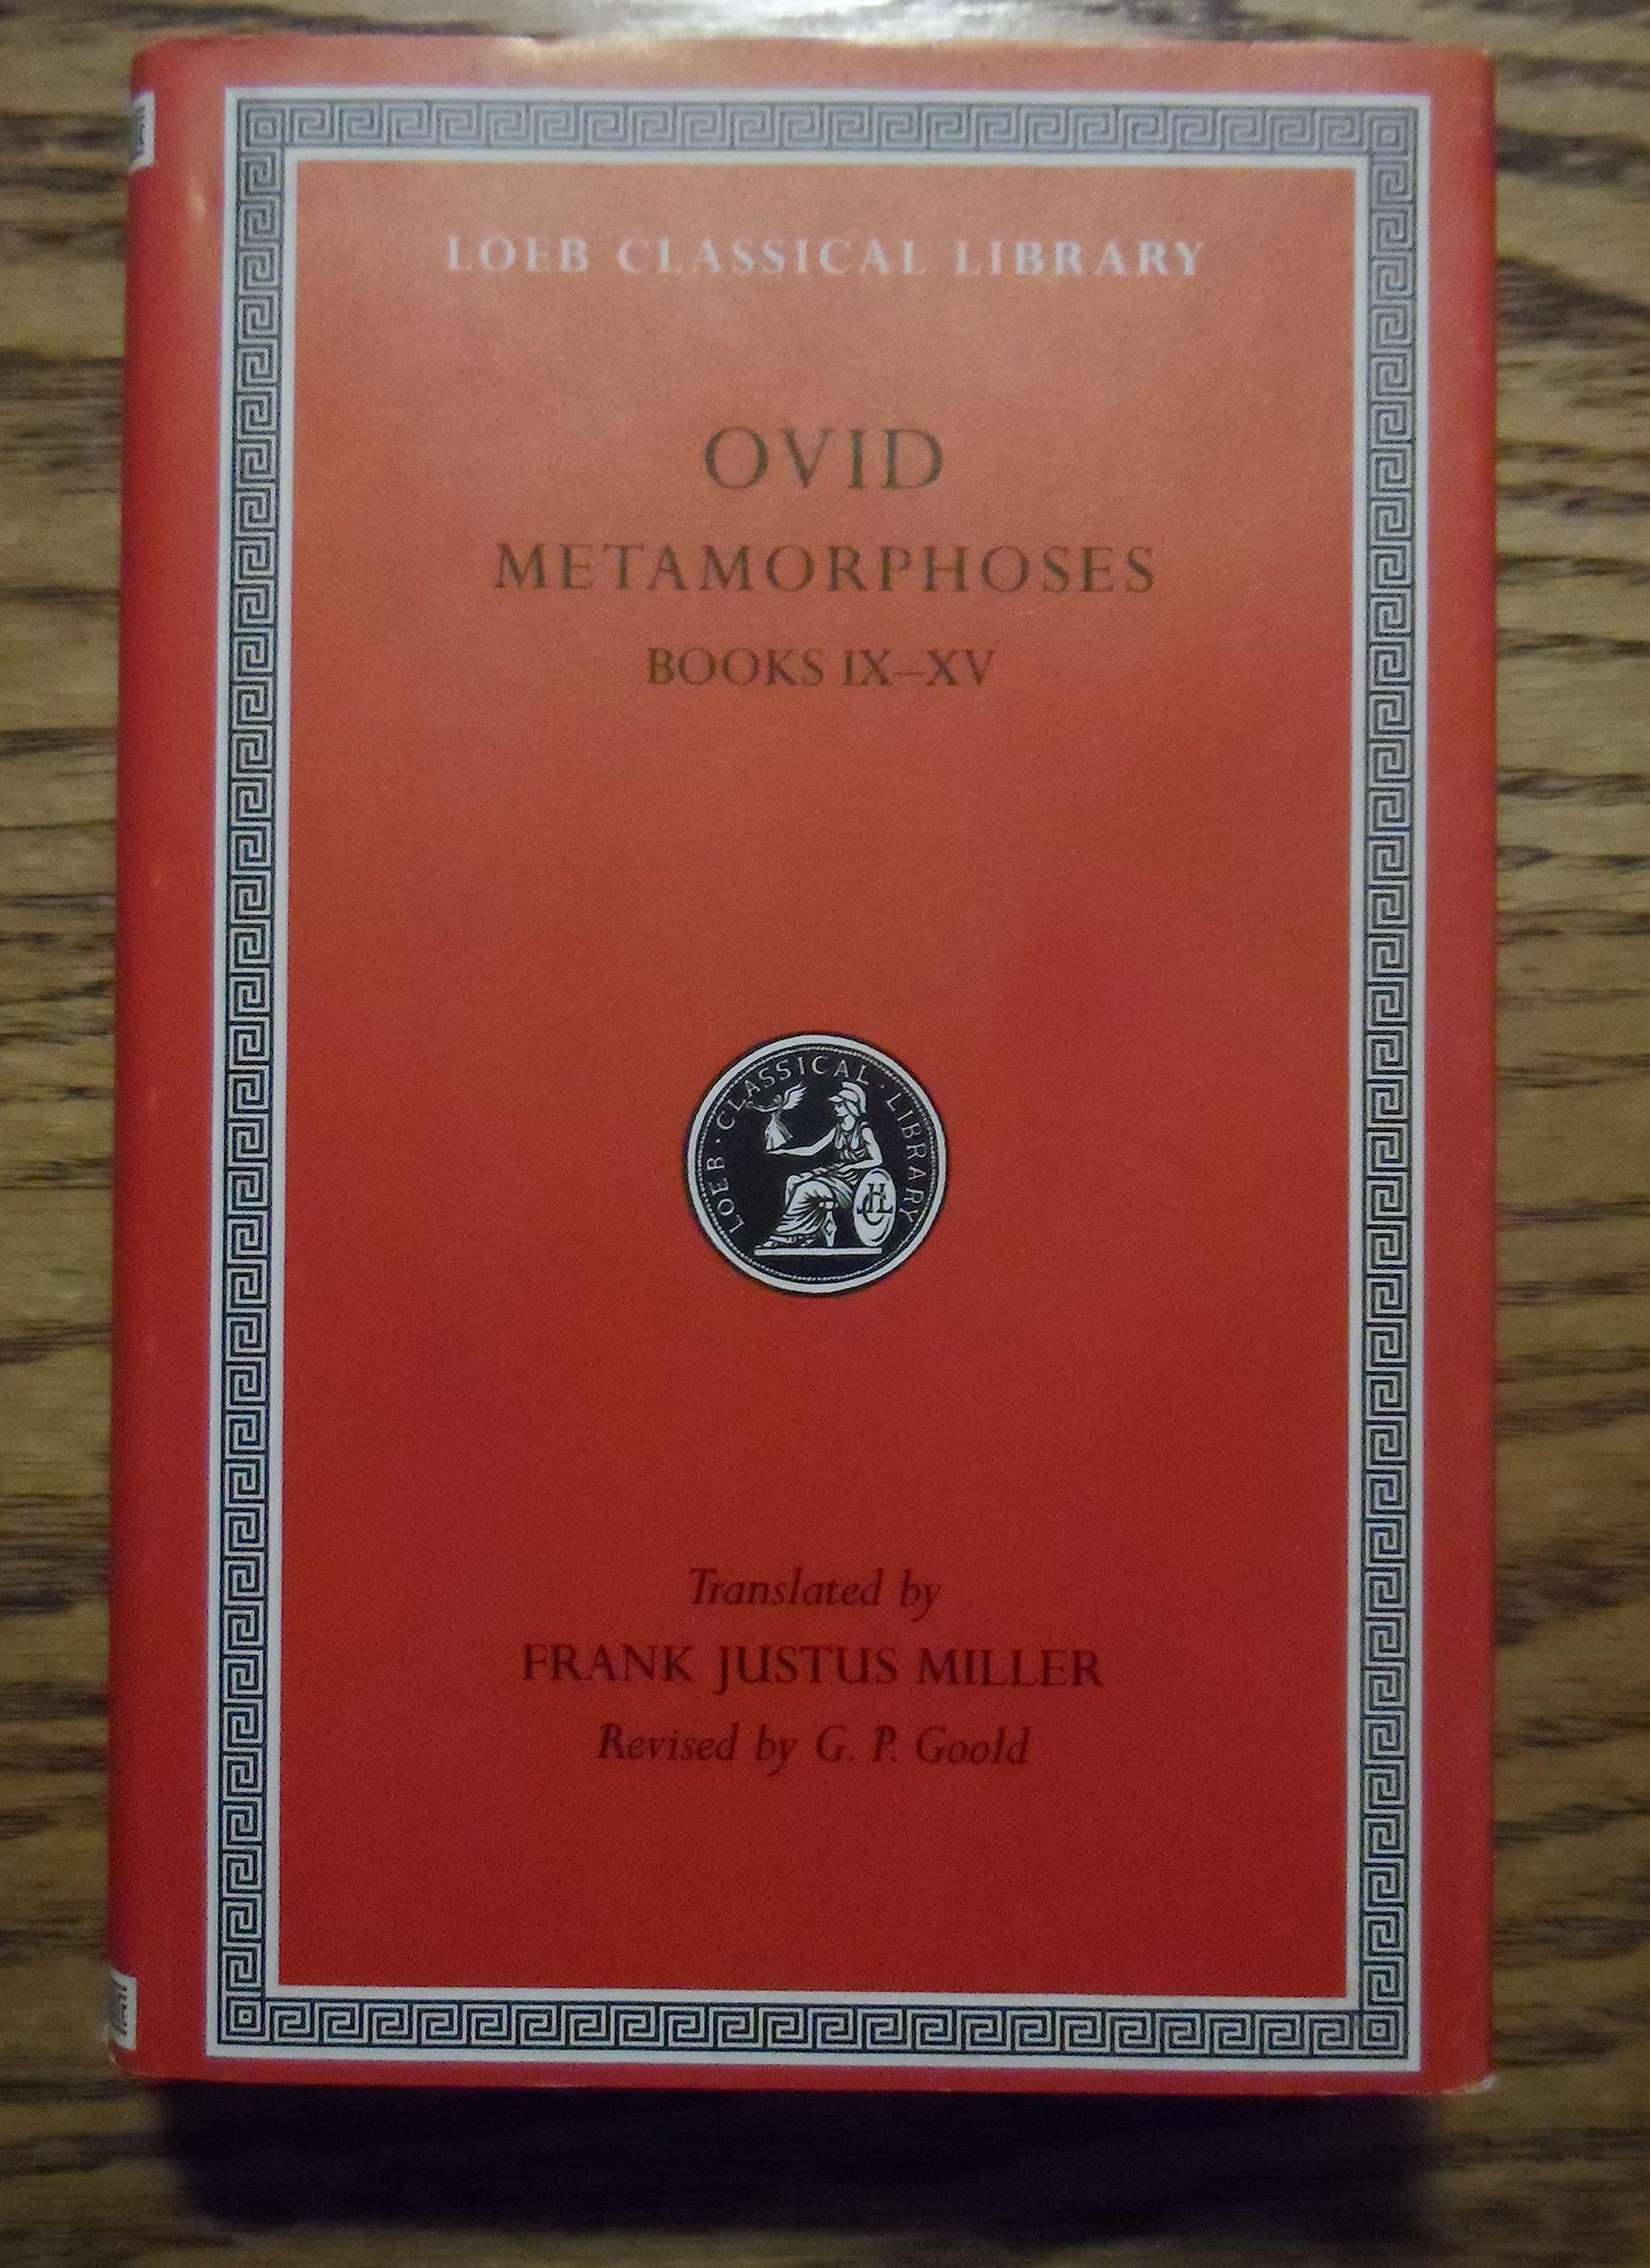 LOEB CLASSICAL LIBRARY
OVID
METAMORPHOSES
BOOKS IX–XV
LOEB · CLASSICAL · LIBRARY
Translated by
FRANK JUSTUS MILLER
Revised by G. P. Goold